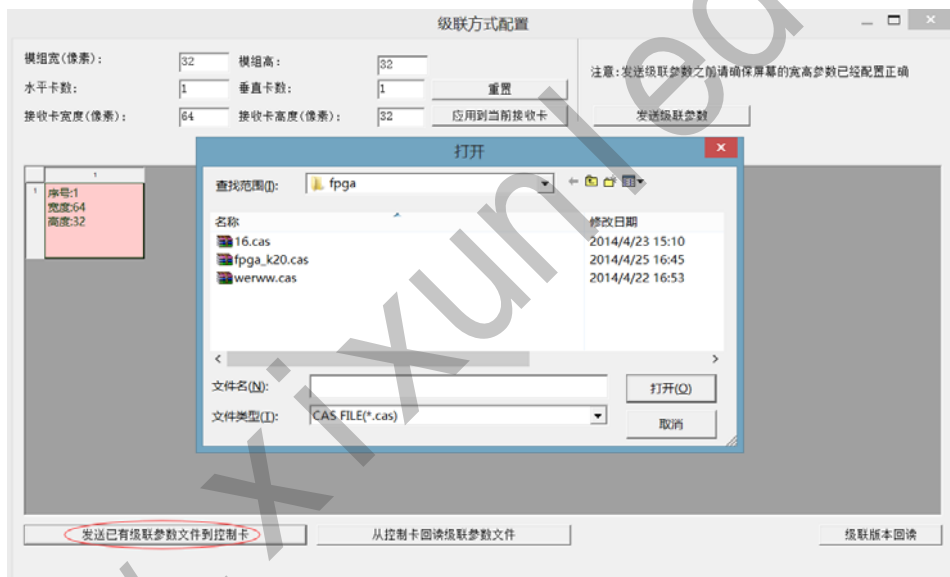 级联方式配置
模组宽(像素): 32 模组高: 32
注意:发送级联参数之前请确保屏幕的宽高参数已经配置正确
水平卡数: 1 垂直卡数: 1 重置
接收卡宽度(像素): 64 接收卡高度(像素): 32 应用到当前接收卡 发送级联参数
打开
1
1 序号:1
宽度:64
高度:32
查找范围(I): fpga
名称 修改日期
16.cas 2014/4/23 15:10
fpga_k20.cas 2014/4/25 16:45
werww.cas 2014/4/22 16:53
文件名(N): 打开(O)
文件类型(T): CAS FILE(*.cas) 取消
发送已有级联参数文件到控制卡 从控制卡回读级联参数文件 级联版本回读
xixunled